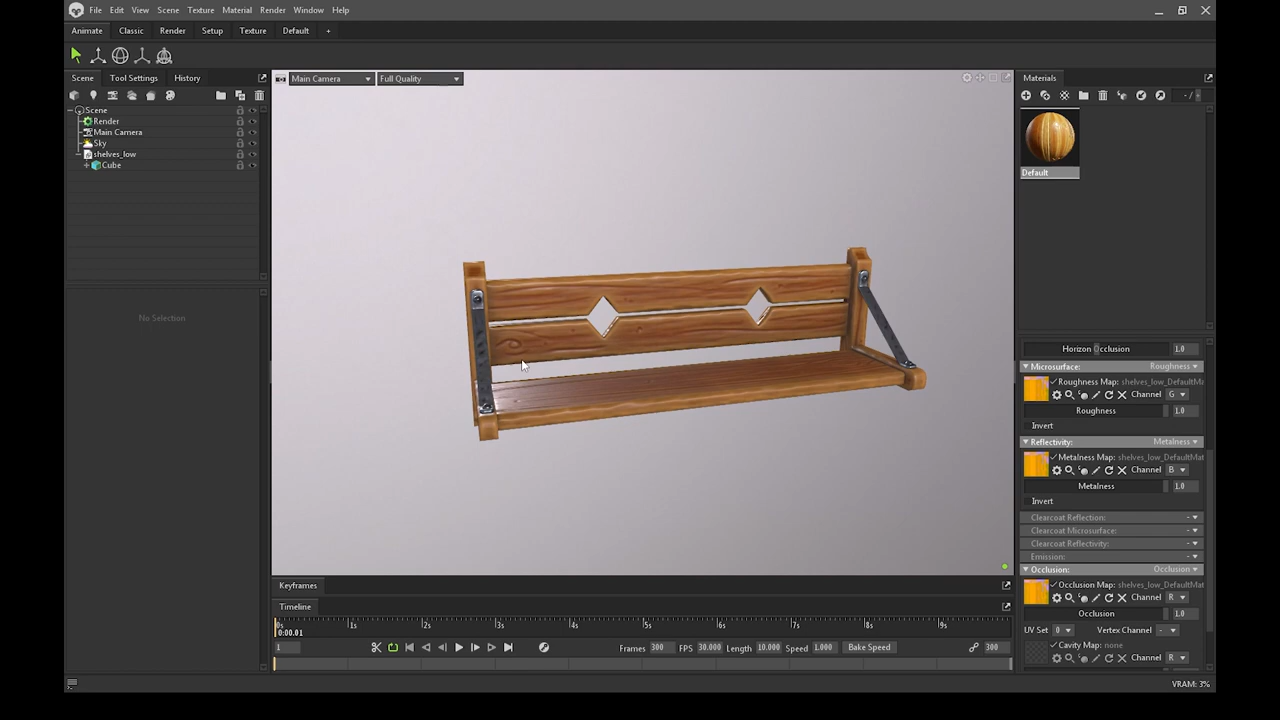 File Edit View Scene Texture Material Render Window Help
Animate Classic Render Setup Texture Default +
Scene Tool Settings History
Main Camera Full Quality
Materials
Scene
Render
Main Camera
Sky
shelves_low
Cube
No Selection
- /
Default
Horizon Occlusion 1.0
Microsurface: Roughness
Roughness Map: shelves_low_DefaultMa
Channel G
Roughness 1.0
Invert
Reflectivity: Metalness
Metalness Map: shelves_low_DefaultMat
Channel B
Metalness 1.0
Invert
Clearcoat Reflection: -
Clearcoat Microsurface: -
Clearcoat Reflectivity: -
Emission: -
Occlusion: Occlusion
Occlusion Map: shelves_low_DefaultMat
Channel R
Occlusion 1.0
UV Set 0 Vertex Channel -
Cavity Map: none
Channel R
Keyframes
Timeline
0s 1s 2s 3s 4s 5s 6s 7s 8s 9s
0:00.01
1 Frames 300 FPS 30.000 Length 10.000 Speed 1.000 Bake Speed 300
VRAM: 3%